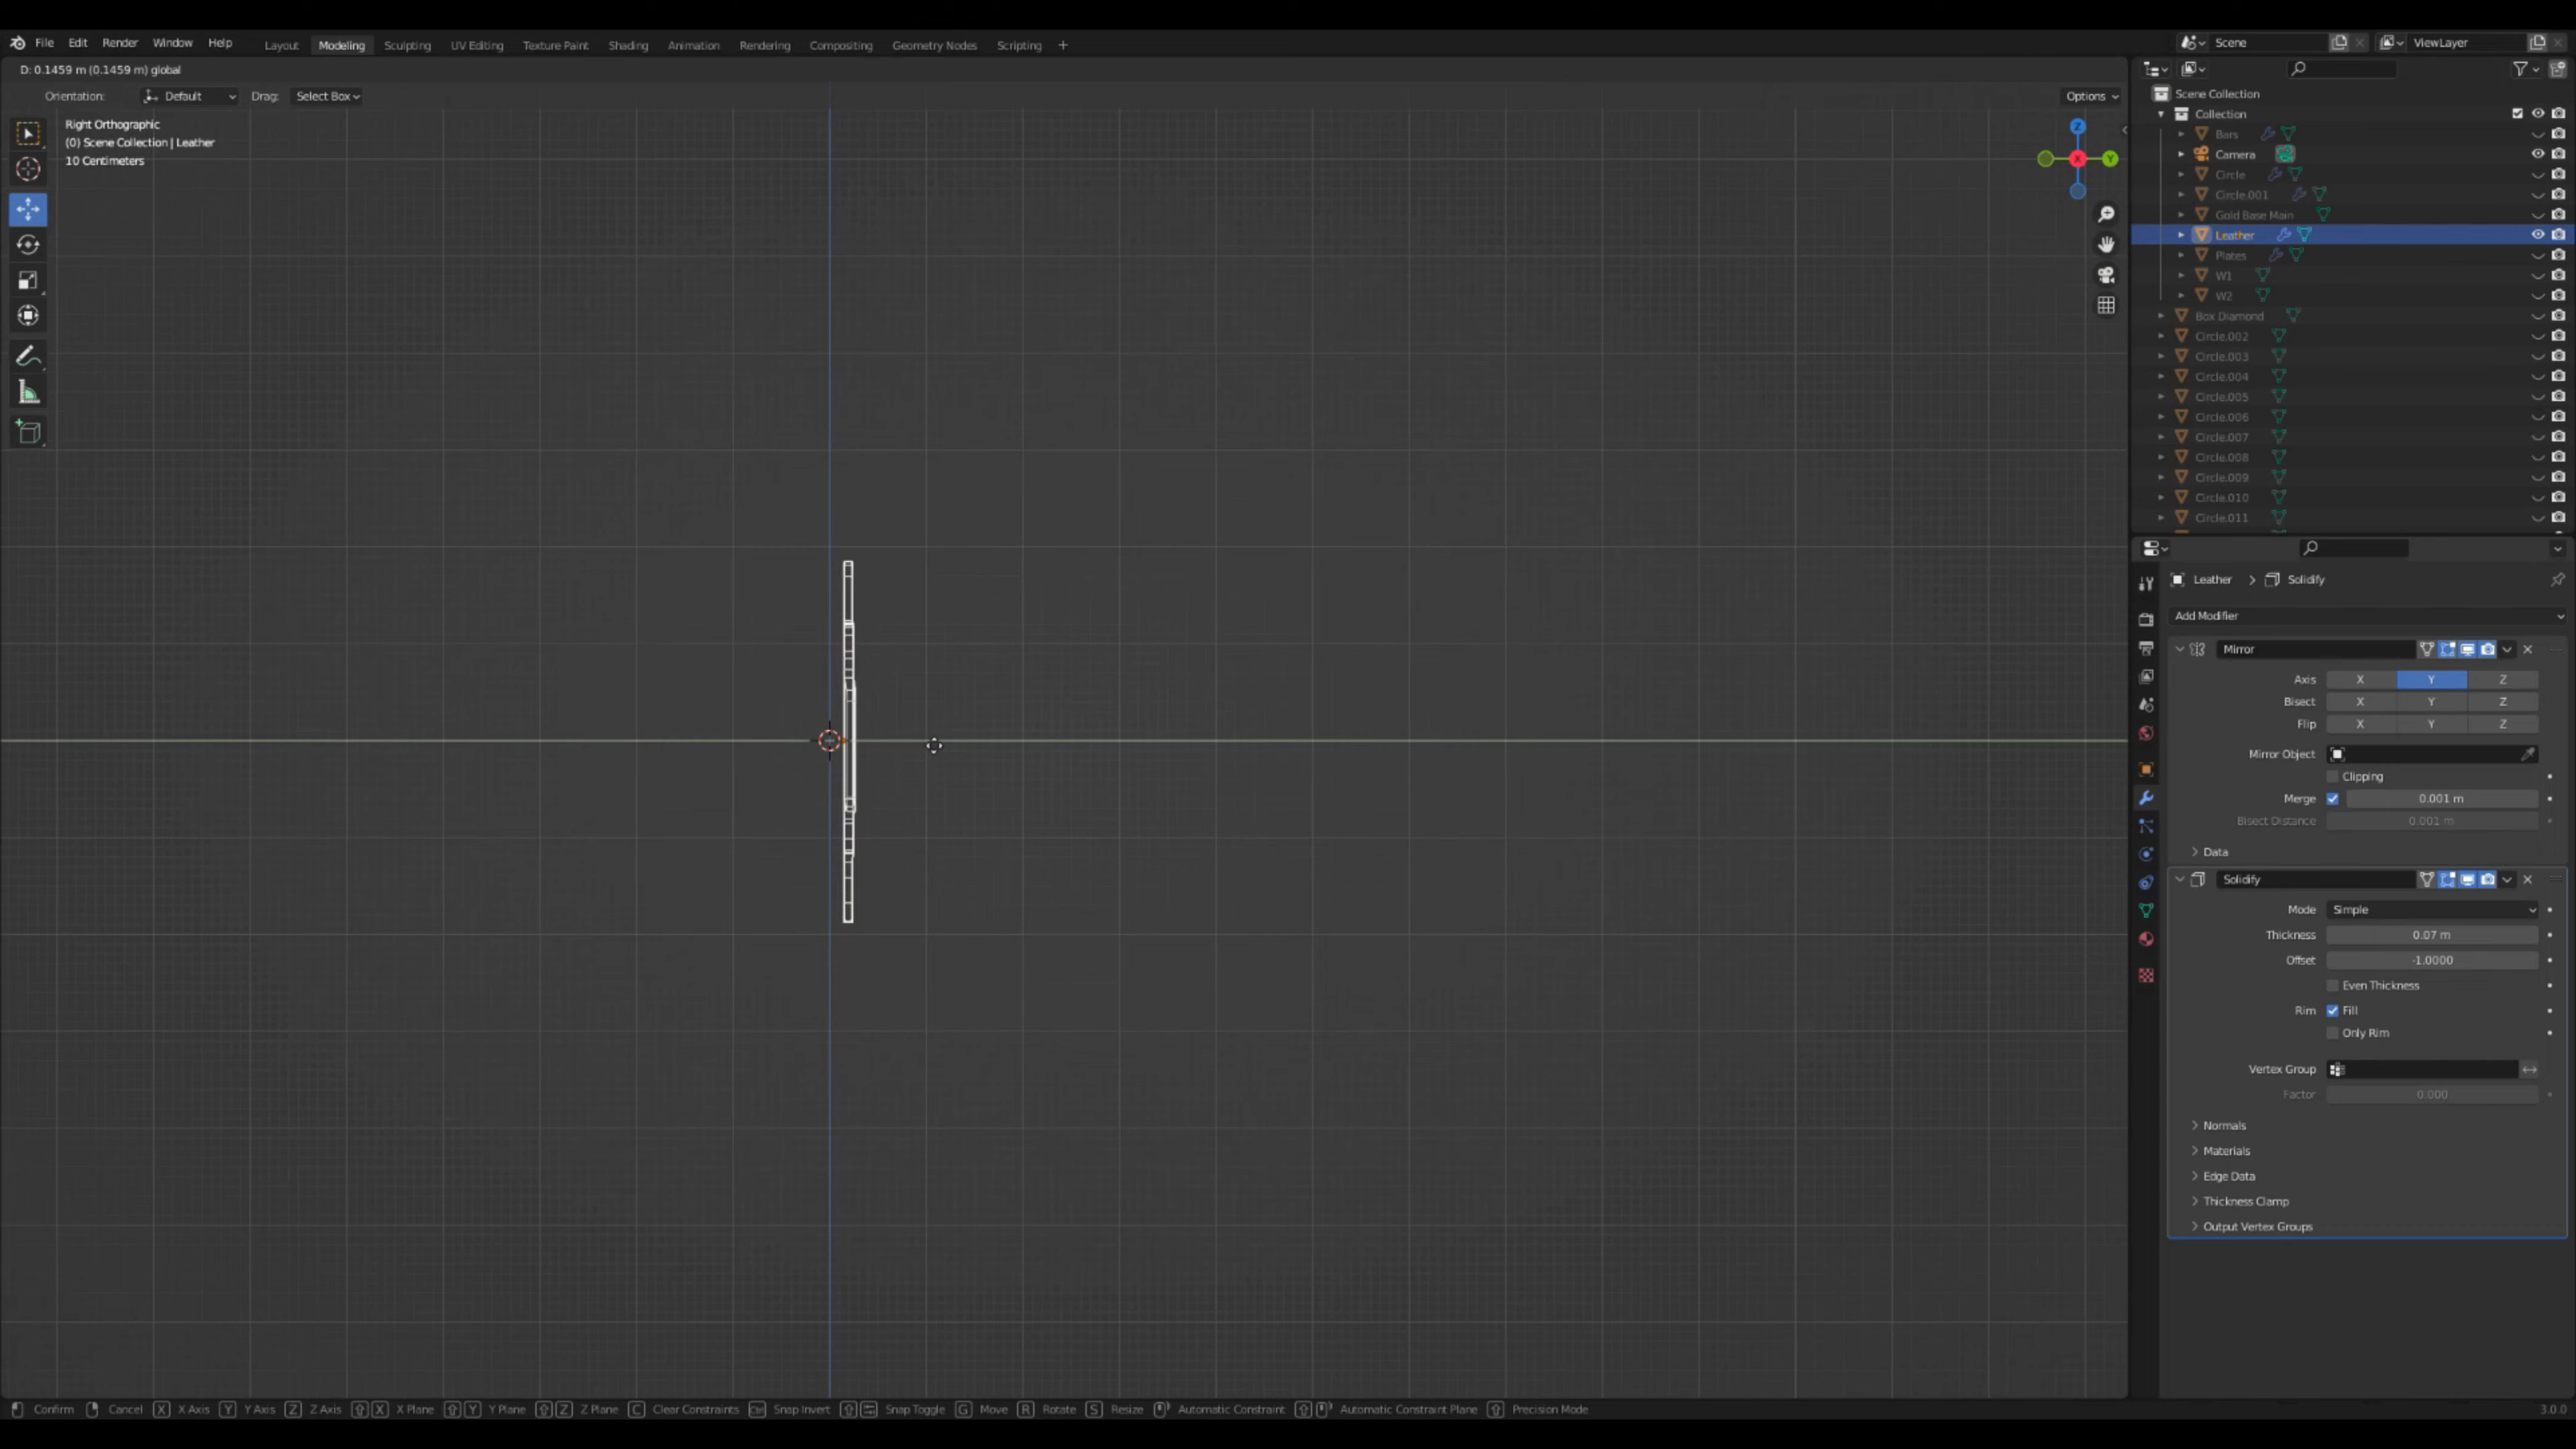 File Edit Render Window Help Layout Modeling Sculpting UV Editing Texture Paint Shading Animation Rendering Compositing Geometry Nodes Scripting + Scene ViewLayer
D: 0.1459 m (0.1459 m) global
Orientation: Default Drag: Select Box Options
Right Orthographic
(0) Scene Collection | Leather
10 Centimeters
Z
X
Y
Scene Collection
Collection
Bars
Camera
Circle
Circle.001
Gold Base Main
Leather
Plates
W1
W2
Box Diamond
Circle.002
Circle.003
Circle.004
Circle.005
Circle.006
Circle.007
Circle.008
Circle.009
Circle.010
Circle.011
Leather > Solidify
Add Modifier
Mirror
Axis X Y Z
Bisect X Y Z
Flip X Y Z
Mirror Object
Clipping
Merge 0.001 m
Bisect Distance 0.001 m
Data
Solidify
Mode Simple
Thickness 0.07 m
Offset -1.0000
Even Thickness
Rim Fill
Only Rim
Vertex Group
Factor 0.000
Normals
Materials
Edge Data
Thickness Clamp
Output Vertex Groups
Confirm Cancel X X Axis Y Y Axis Z Z Axis X X Plane Y Y Plane Z Z Plane C Clear Constraints Ctrl Snap Invert Snap Toggle G Move R Rotate S Resize Automatic Constraint Automatic Constraint Plane Precision Mode 3.0.0